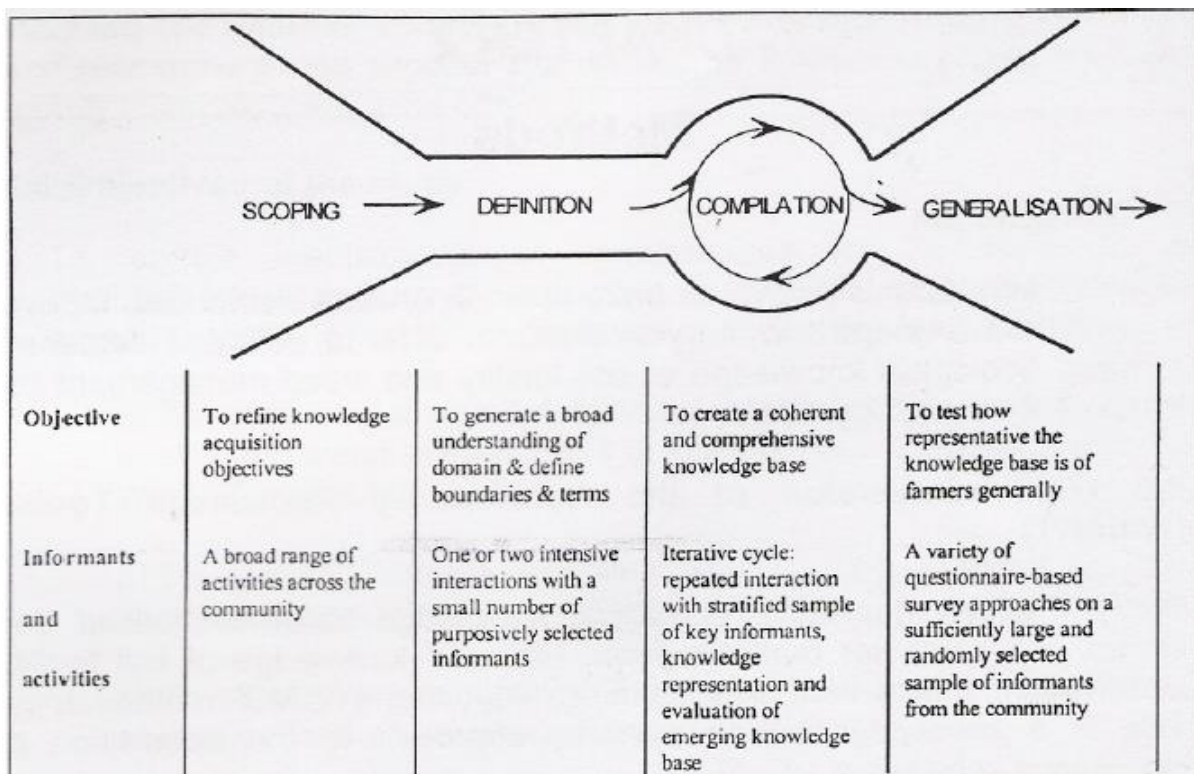 SCOPING DEFINITION COMPILATION GENERALISATION
Objective
To refine knowledge
acquisition
objectives
To generate a broad
understanding of
domain & define
boundaries & terms
To create a coherent
and comprehensive
knowledge base
To test how
representative the
knowledge base is of
farmers generally
Informants
and
activities
A broad range of
activities across the
community
One or two intensive
interactions with a
small number of
purposively selected
informants
Iterative cycle:
repeated interaction
with stratified sample
of key informants,
knowledge
representation and
evaluation of
emerging knowledge
base
A variety of
questionnaire-based
survey approaches on a
sufficiently large and
randomly selected
sample of informants
from the community